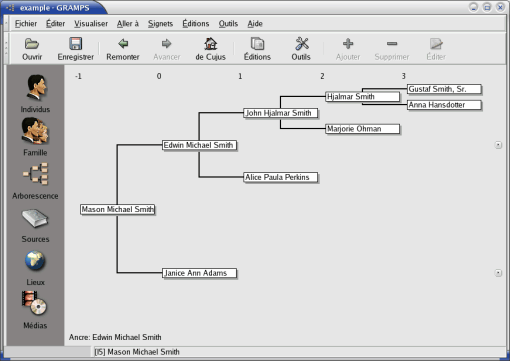 example - GRAMPS
Fichier Éditer Visualiser Aller à Signets Éditions Outils Aide
Ouvrir Enregistrer Remonter Avancer de Cujus Éditions Outils Ajouter Supprimer Éditer
-1 0 1 2 3
Gustaf Smith, Sr.
Hjalmar Smith
Anna Hansdotter
John Hjalmar Smith
Marjorie Ohman
Edwin Michael Smith
Alice Paula Perkins
Mason Michael Smith
Janice Ann Adams
Individus
Famille
Arborescence
Sources
Lieux
Médias
Ancre: Edwin Michael Smith
[I5] Mason Michael Smith